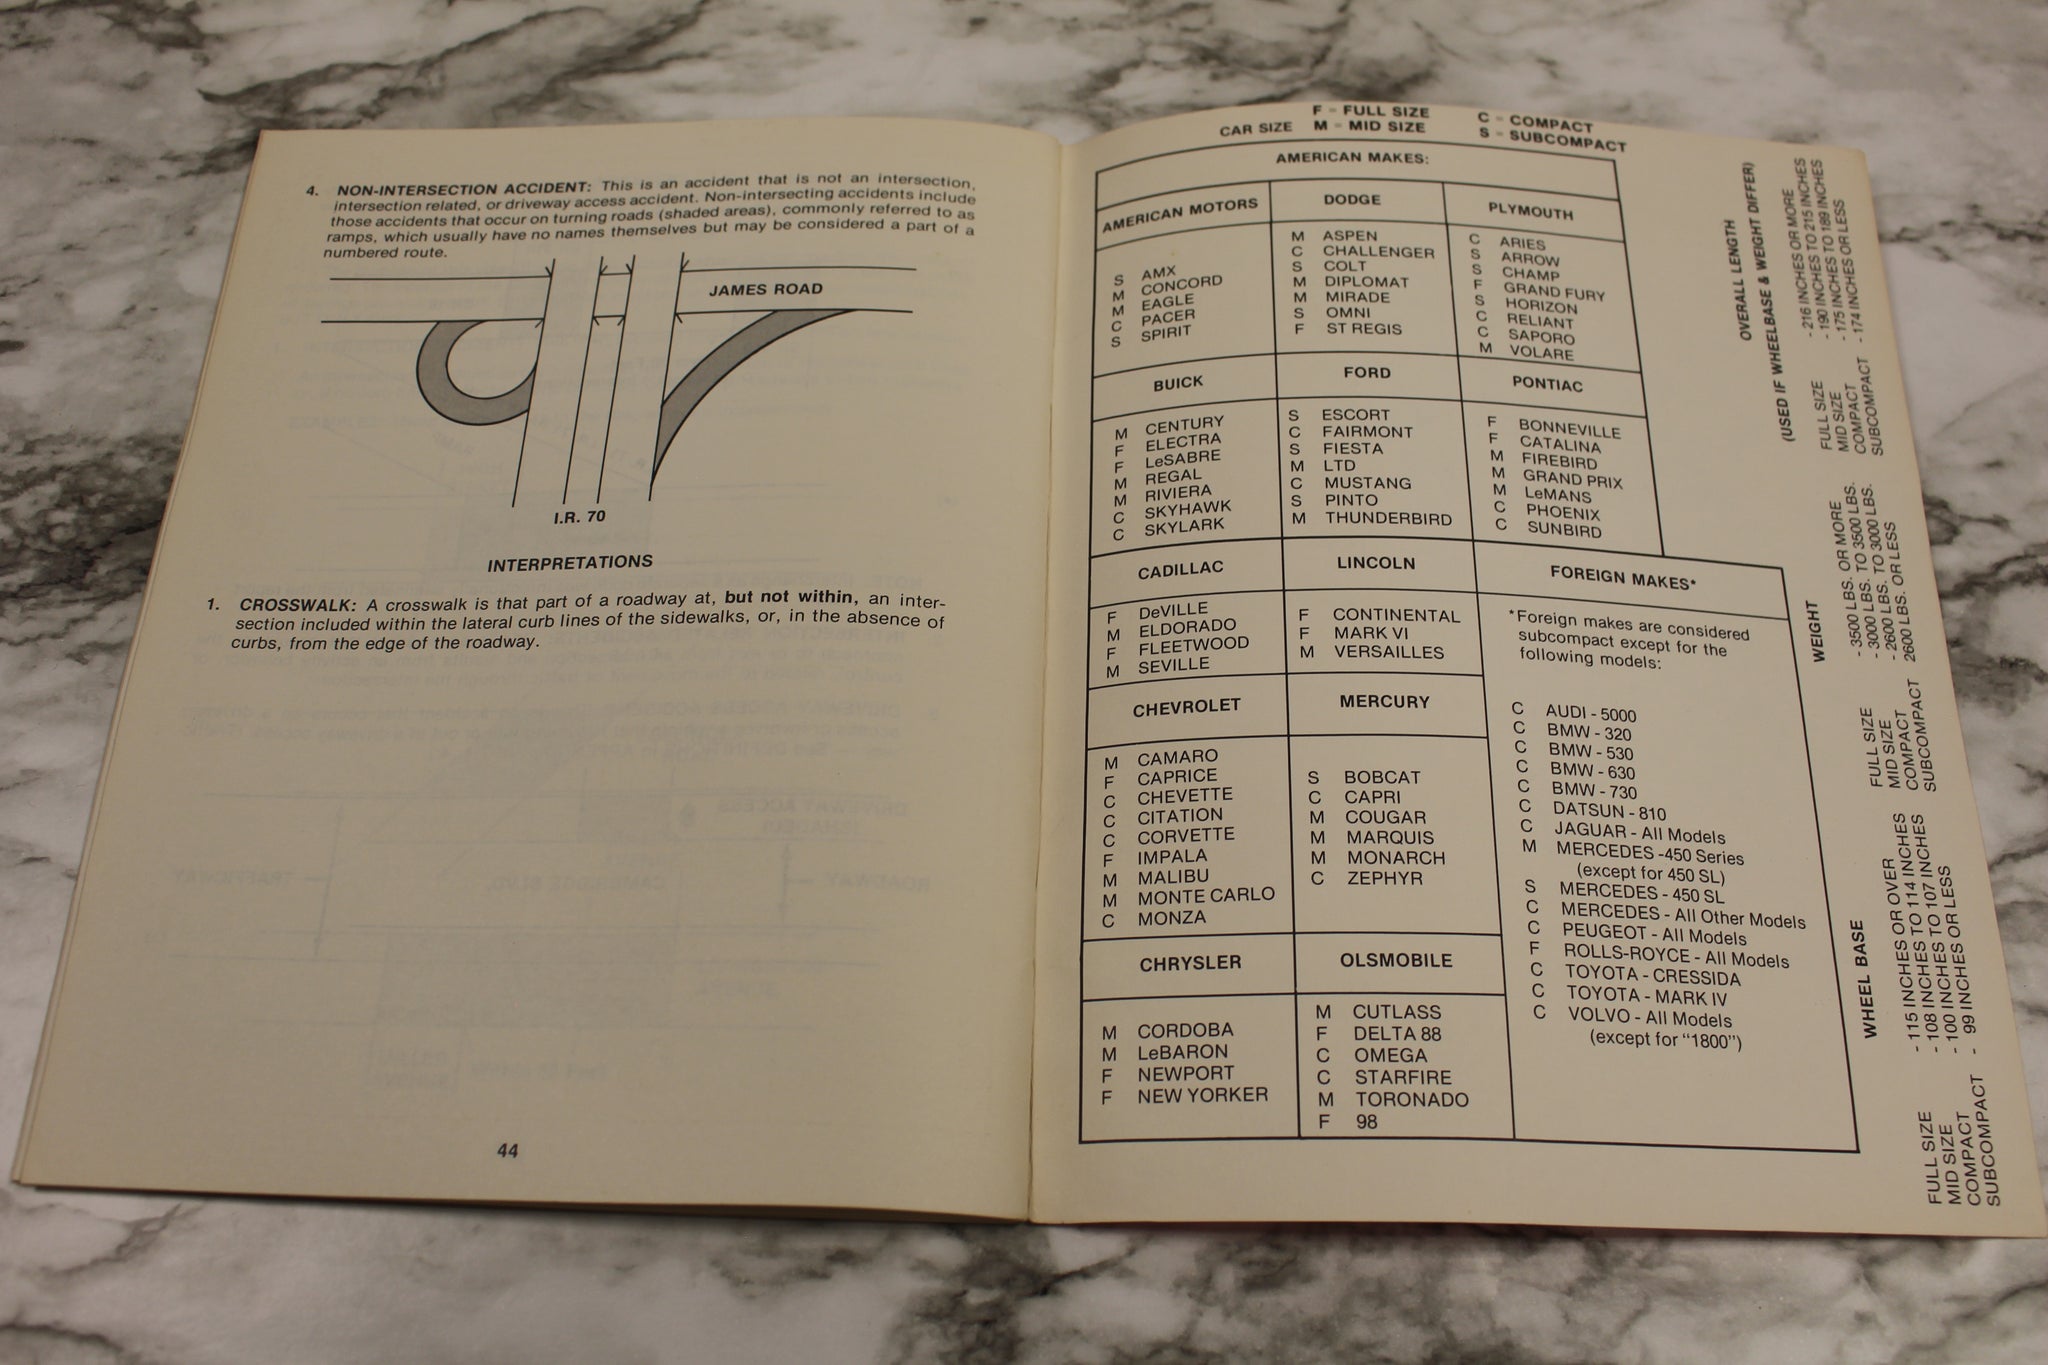 4. NON-INTERSECTION ACCIDENT: This is an accident that is not an intersection,
intersection related, or driveway access accident. Non-intersecting accidents include
those accidents that occur on turning roads (shaded areas), commonly referred to as
ramps, which usually have no names themselves but may be considered a part of a
numbered route.
JAMES ROAD
I.R. 70
INTERPRETATIONS
1. CROSSWALK: A crosswalk is that part of a roadway at, but not within, an inter-
section included within the lateral curb lines of the sidewalks, or, in the absence of
curbs, from the edge of the roadway.
44
CAR SIZE
F - FULL SIZE
M - MID SIZE
C - COMPACT
S - SUBCOMPACT
AMERICAN MAKES:
AMERICAN MOTORS
S AMX
M CONCORD
M EAGLE
C PACER
S SPIRIT
DODGE
M ASPEN
C CHALLENGER
S COLT
M DIPLOMAT
M MIRADE
S OMNI
F ST REGIS
PLYMOUTH
C ARIES
S ARROW
S CHAMP
F GRAND FURY
S HORIZON
C RELIANT
C SAPORO
M VOLARE
BUICK
M CENTURY
F ELECTRA
F LeSABRE
M REGAL
M RIVIERA
C SKYHAWK
C SKYLARK
FORD
S ESCORT
C FAIRMONT
S FIESTA
M LTD
C MUSTANG
S PINTO
M THUNDERBIRD
PONTIAC
F BONNEVILLE
F CATALINA
M FIREBIRD
M GRAND PRIX
M LeMANS
C PHOENIX
C SUNBIRD
CADILLAC
F DeVILLE
M ELDORADO
F FLEETWOOD
M SEVILLE
LINCOLN
F CONTINENTAL
F MARK VI
M VERSAILLES
CHEVROLET
M CAMARO
F CAPRICE
C CHEVETTE
C CITATION
C CORVETTE
F IMPALA
M MALIBU
M MONTE CARLO
C MONZA
MERCURY
S BOBCAT
C CAPRI
M COUGAR
M MARQUIS
M MONARCH
C ZEPHYR
CHRYSLER
M CORDOBA
M LeBARON
F NEWPORT
F NEW YORKER
OLSMOBILE
M CUTLASS
F DELTA 88
C OMEGA
C STARFIRE
M TORONADO
F 98
FOREIGN MAKES*
*Foreign makes are considered
subcompact except for the
following models:
C AUDI - 5000
C BMW - 320
C BMW - 530
C BMW - 630
C BMW - 730
C DATSUN - 810
C JAGUAR - All Models
M MERCEDES -450 Series
(except for 450 SL)
S MERCEDES - 450 SL
C MERCEDES - All Other Models
C PEUGEOT - All Models
F ROLLS-ROYCE - All Models
C TOYOTA - CRESSIDA
C TOYOTA - MARK IV
C VOLVO - All Models
(except for "1800")
WHEEL BASE
FULL SIZE - 115 INCHES OR OVER
MID SIZE - 108 INCHES TO 114 INCHES
COMPACT - 100 INCHES TO 107 INCHES
SUBCOMPACT - 99 INCHES OR LESS
WEIGHT
FULL SIZE - 3500 LBS. OR MORE
MID SIZE - 3000 LBS. TO 3500 LBS.
COMPACT - 2600 LBS. TO 3000 LBS.
SUBCOMPACT 2600 LBS. OR LESS
OVERALL LENGTH
(USED IF WHEELBASE & WEIGHT DIFFER)
FULL SIZE - 216 INCHES OR MORE
MID SIZE - 190 INCHES TO 215 INCHES
COMPACT - 175 INCHES TO 189 INCHES
SUBCOMPACT - 174 INCHES OR LESS